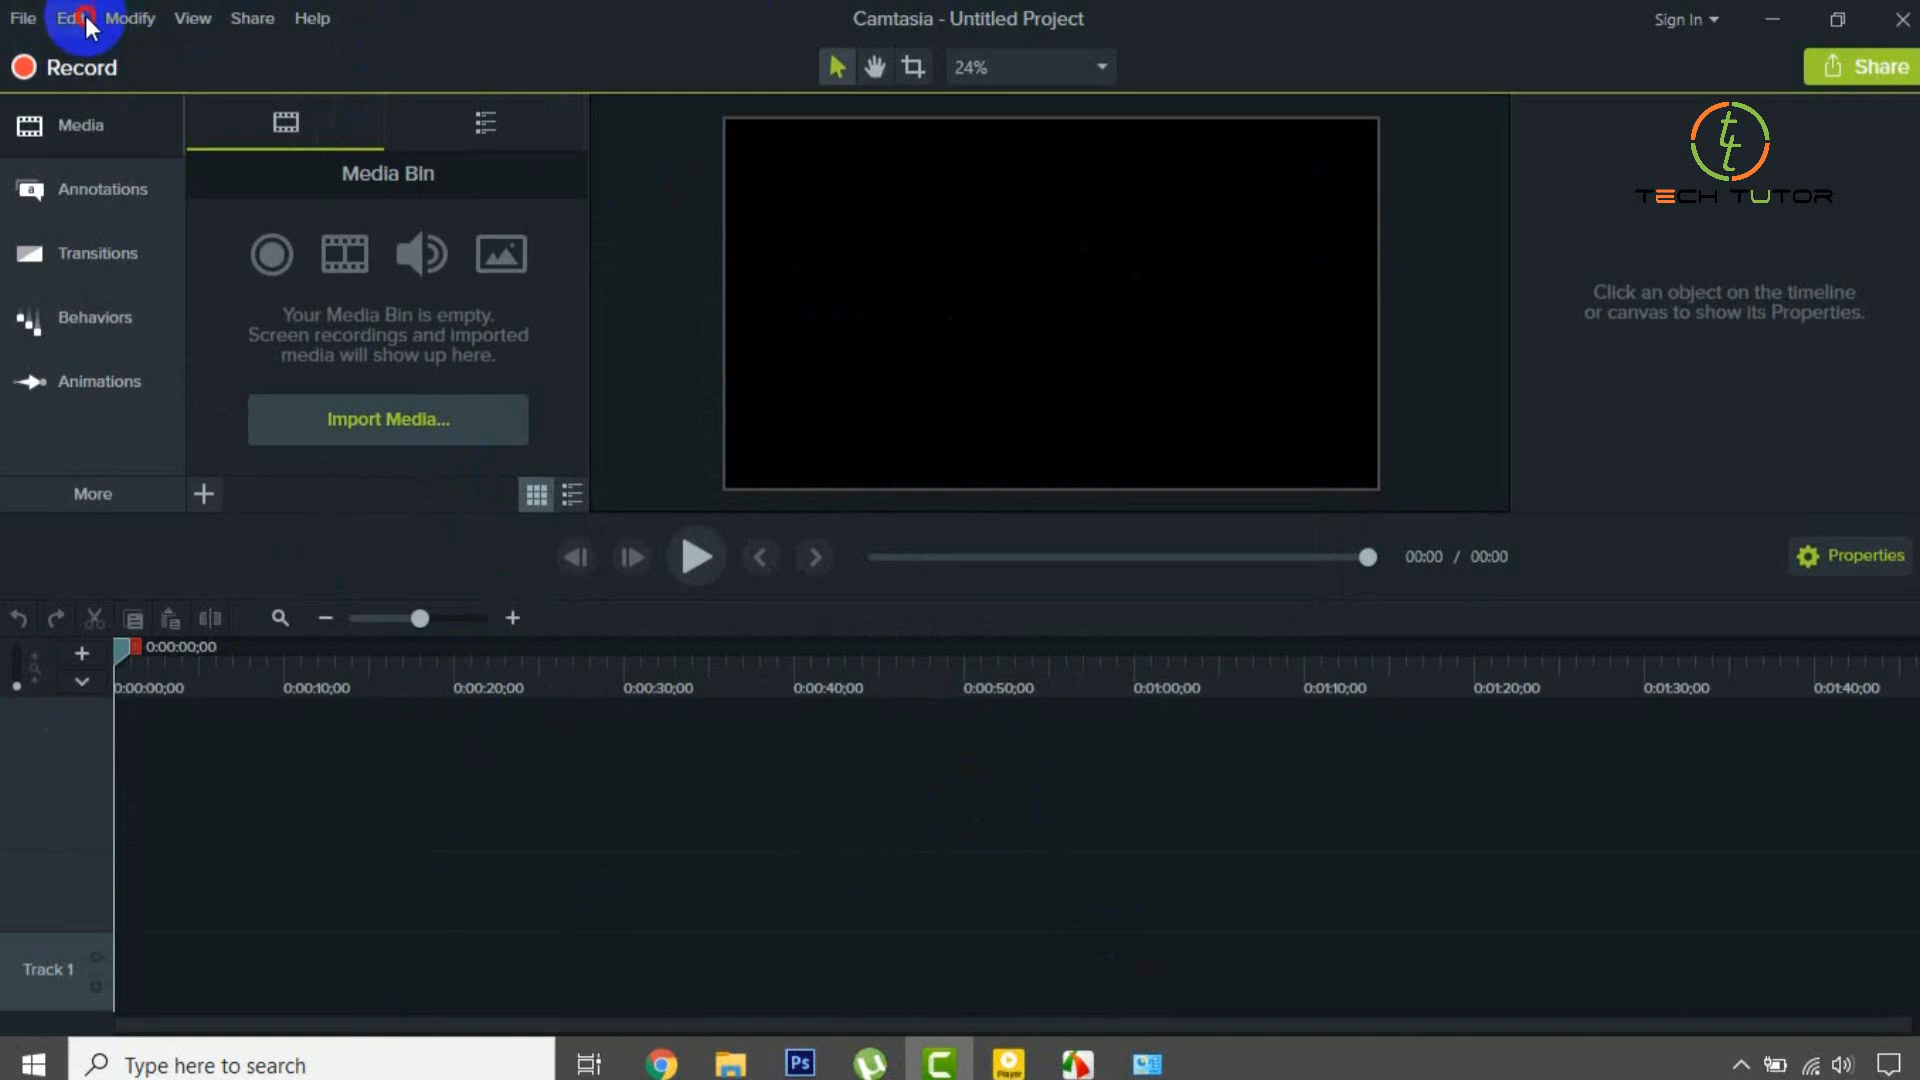 File Edit Modify View Share Help
Camtasia - Untitled Project
Sign In
Record
24%
Share
Media
Annotations
Transitions
Behaviors
Animations
More
Media Bin
Your Media Bin is empty.
Screen recordings and imported
media will show up here.
Import Media...
TECH TUTOR
Click an object on the timeline
or canvas to show its Properties.
00:00 / 00:00
Properties
0:00:00;00
0:00:00;00 0:00:10;00 0:00:20;00 0:00:30;00 0:00:40;00 0:00:50;00 0:01:00;00 0:01:10;00 0:01:20;00 0:01:30;00 0:01:40;00
Track 1
Type here to search
Ps
Player